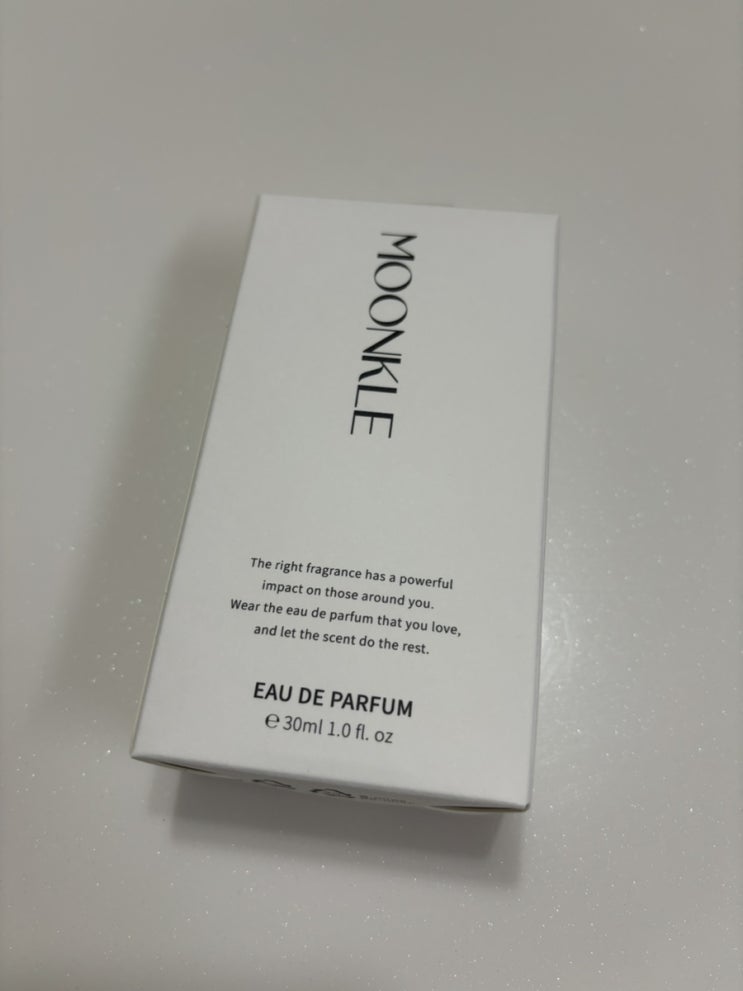 MOONKLE
The right fragrance has a powerful
impact on those around you.
Wear the eau de parfum that you love,
and let the scent do the rest.
EAU DE PARFUM
℮ 30ml 1.0 fl. oz